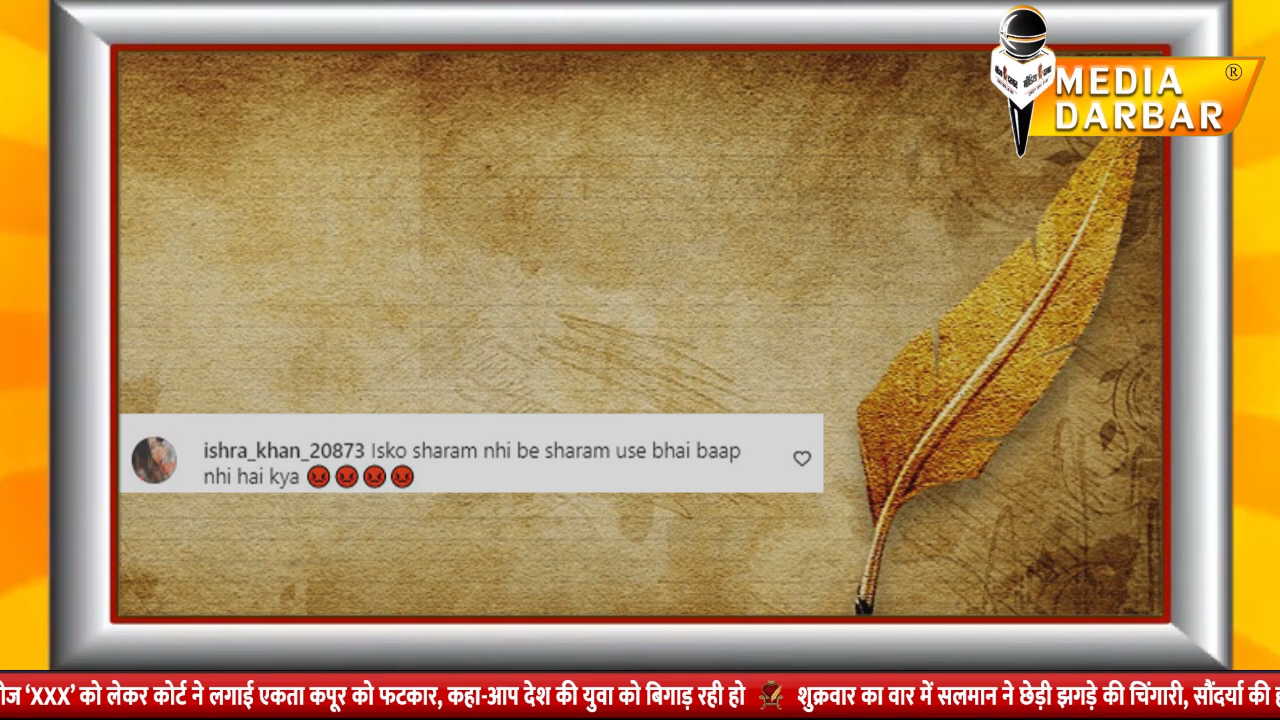 MEDIA ®
DARBAR
ishra_khan_20873 Isko sharam nhi be sharam use bhai baap
nhi hai kya 😡😡😡😡
‘XXX’ को लेकर कोर्ट ने लगाई एकता कपूर को फटकार, कहा-आप देश की युवा को बिगाड़ रही हो शुक्रवार का वार में सलमान ने छेड़ी झगड़े की चिंगारी, सौंदर्या की